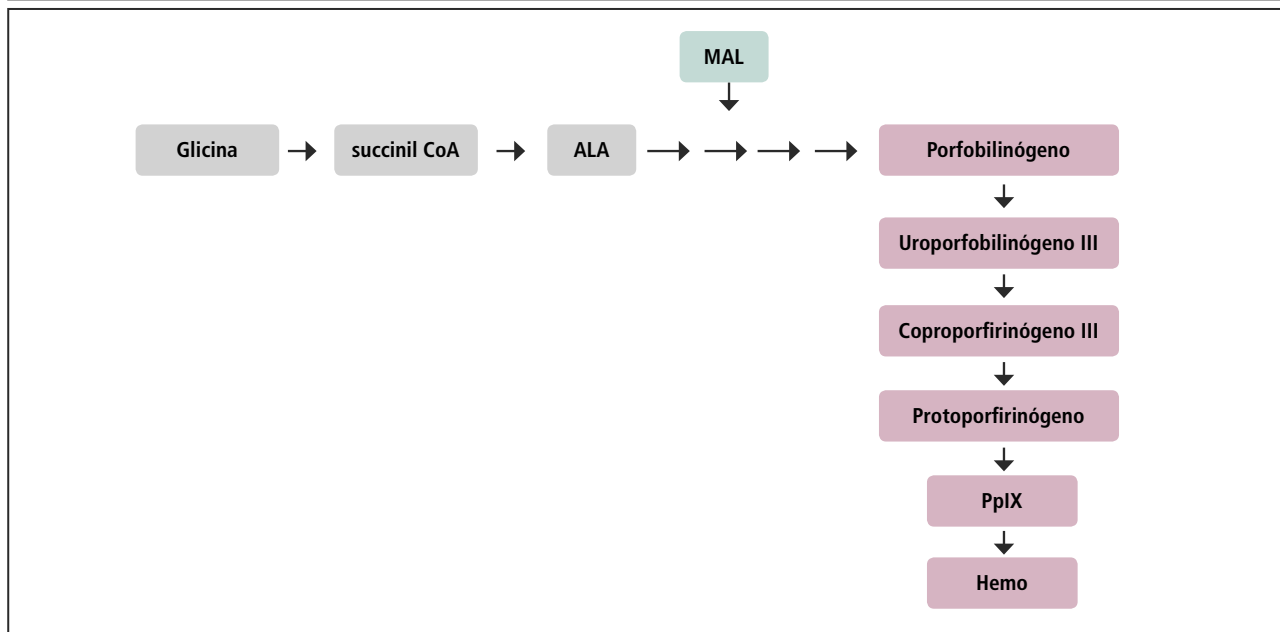 MAL
Glicina
succinil CoA
ALA
Porfobilinógeno
Uroporfobilinógeno III
Coproporfirinógeno III
Protoporfirinógeno
PpIX
Hemo